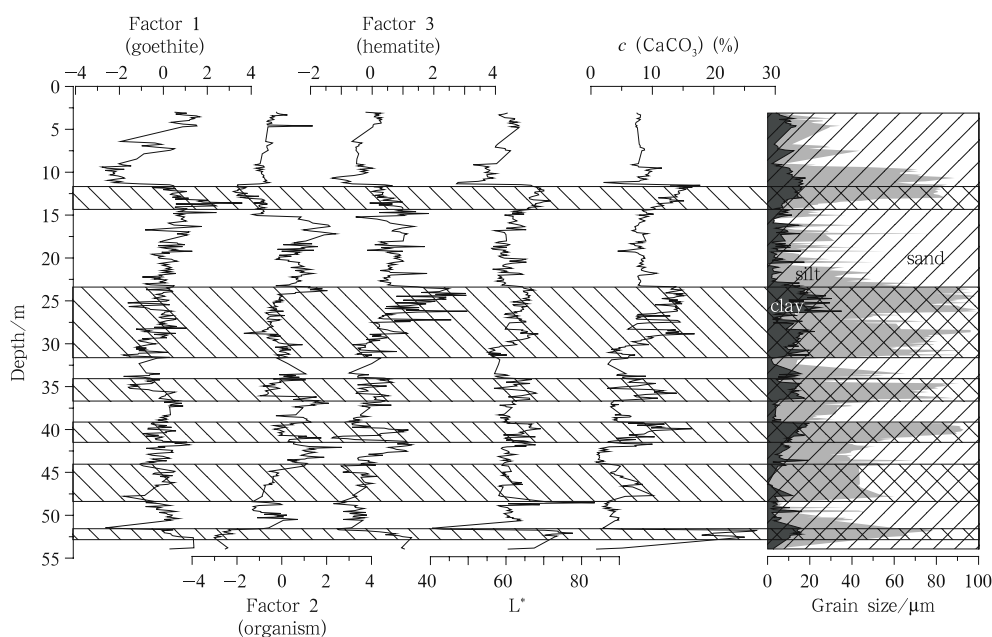 Factor 1
(goethite)
Factor 3
(hematite)
c (CaCO₃) (%)
−4 −2 0 2 4
−2 0 2 4
0 10 20 30
Depth/m
0
5
10
15
20
25
30
35
40
45
50
55
sand
silt
clay
−4 −2 0 2 4
40 60 80
0 20 40 60 80 100
Factor 2
(organism)
L*
Grain size/μm